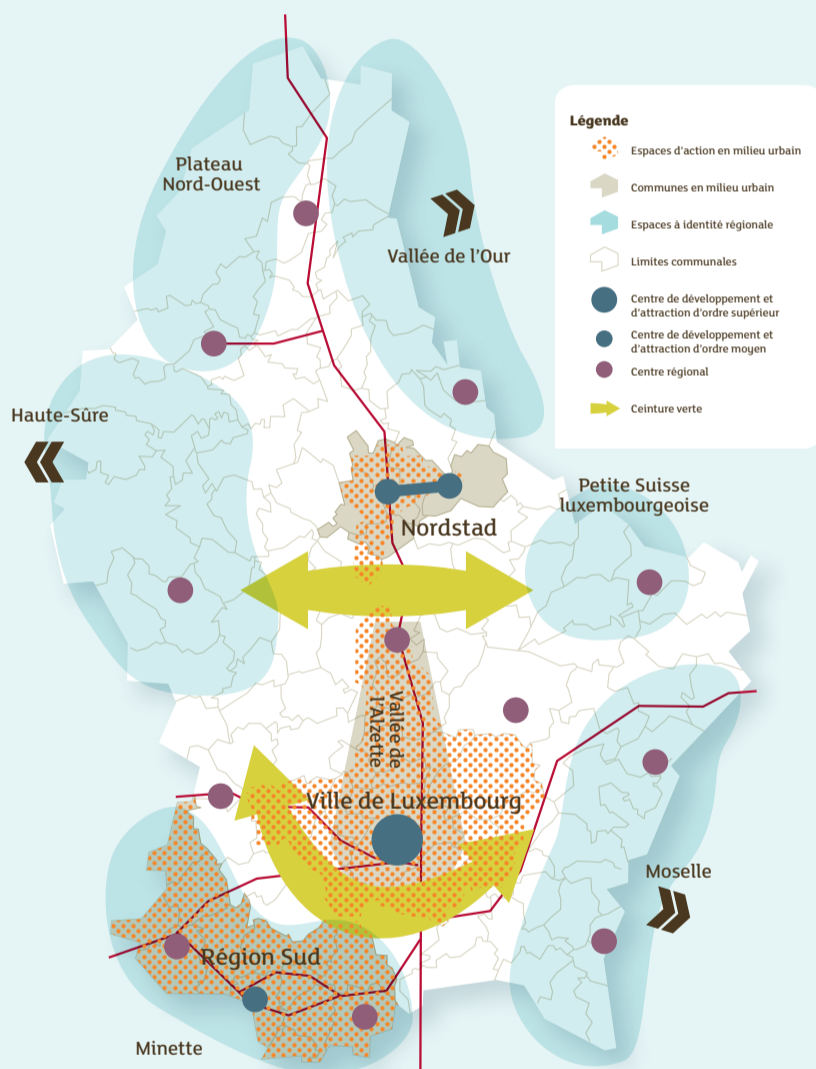 Plateau
Nord-Ouest
Vallée de l'Our
Légende
Espaces d'action en milieu urbain
Communes en milieu urbain
Espaces à identité régionale
Limites communales
Centre de développement et
d'attraction d'ordre supérieur
Centre de développement et
d'attraction d'ordre moyen
Centre régional
Ceinture verte
Haute-Sûre
Petite Suisse
luxembourgeoise
Nordstad
Vallée de
l'Alzette
Ville de Luxembourg
Moselle
Région Sud
Minette